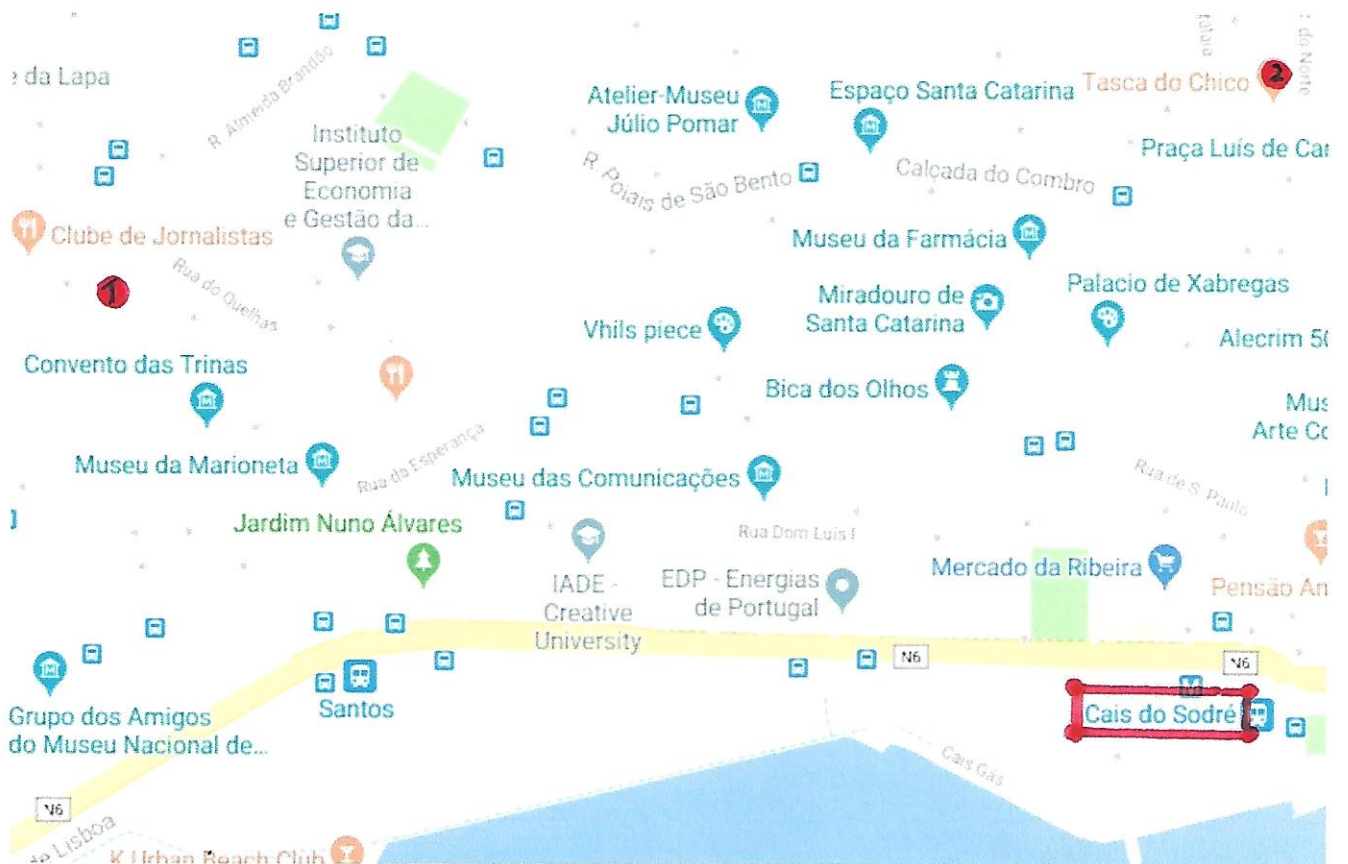 da Lapa
R. Almeida Brandão
Instituto
Superior de
Economia
e Gestão da...
Atelier-Museu
Júlio Pomar
Espaço Santa Catarina
Tasca do Chico
2
do Norte
Praça Luís de
R. Poiais de São Bento
Calçada do Combro
Clube de Jornalistas
1
Rua do Quelhas
Museu da Farmácia
Miradouro de
Santa Catarina
Palacio de Xabregas
Vhils piece
Alecrim
Convento das Trinas
Bica dos Olhos
Arte
Museu da Marioneta
Rua da Esperança
Museu das Comunicações
Rua de S. Paulo
Jardim Nuno Álvares
Rua Dom Luís I
IADE -
Creative
University
EDP - Energias
de Portugal
Mercado da Ribeira
Pensão
N6
N6
Santos
Cais do Sodré
Grupo dos Amigos
do Museu Nacional de...
Cais Gás
N6
de Lisboa
K Urban Beach Club